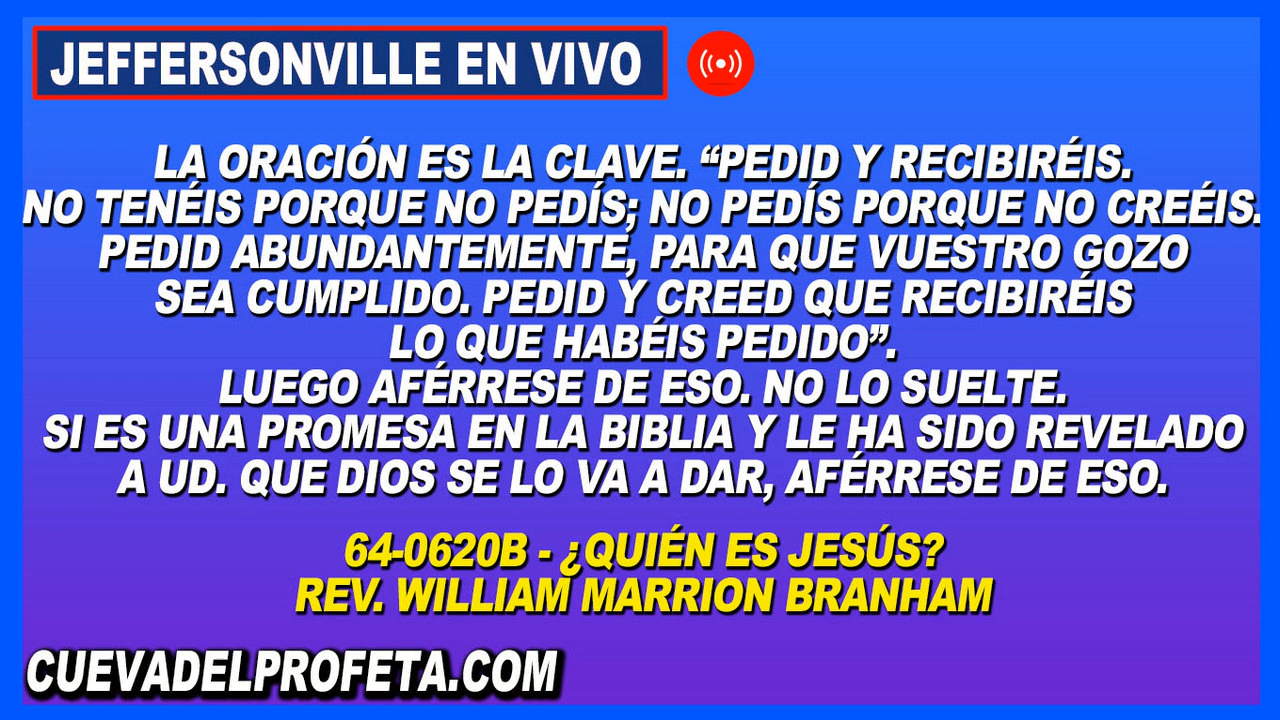 JEFFERSONVILLE EN VIVO
LA ORACIÓN ES LA CLAVE. “PEDID Y RECIBIRÉIS.
NO TENÉIS PORQUE NO PEDÍS; NO PEDÍS PORQUE NO CREÉIS.
PEDID ABUNDANTEMENTE, PARA QUE VUESTRO GOZO
SEA CUMPLIDO. PEDID Y CREED QUE RECIBIRÉIS
LO QUE HABÉIS PEDIDO”.
LUEGO AFÉRRESE DE ESO. NO LO SUELTE.
SI ES UNA PROMESA EN LA BIBLIA Y LE HA SIDO REVELADO
A UD. QUE DIOS SE LO VA A DAR, AFÉRRESE DE ESO.
64-0620B - ¿QUIÉN ES JESÚS?
REV. WILLIAM MARRION BRANHAM
CUEVADELPROFETA.COM